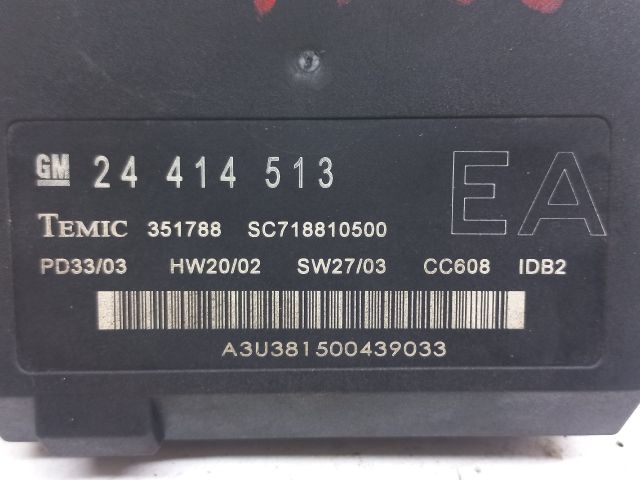 GM 24 414 513 EA
TEMIC 351788 SC718810500
PD33/03 HW20/02 SW27/03 CC608 IDB2
A3U381500439033